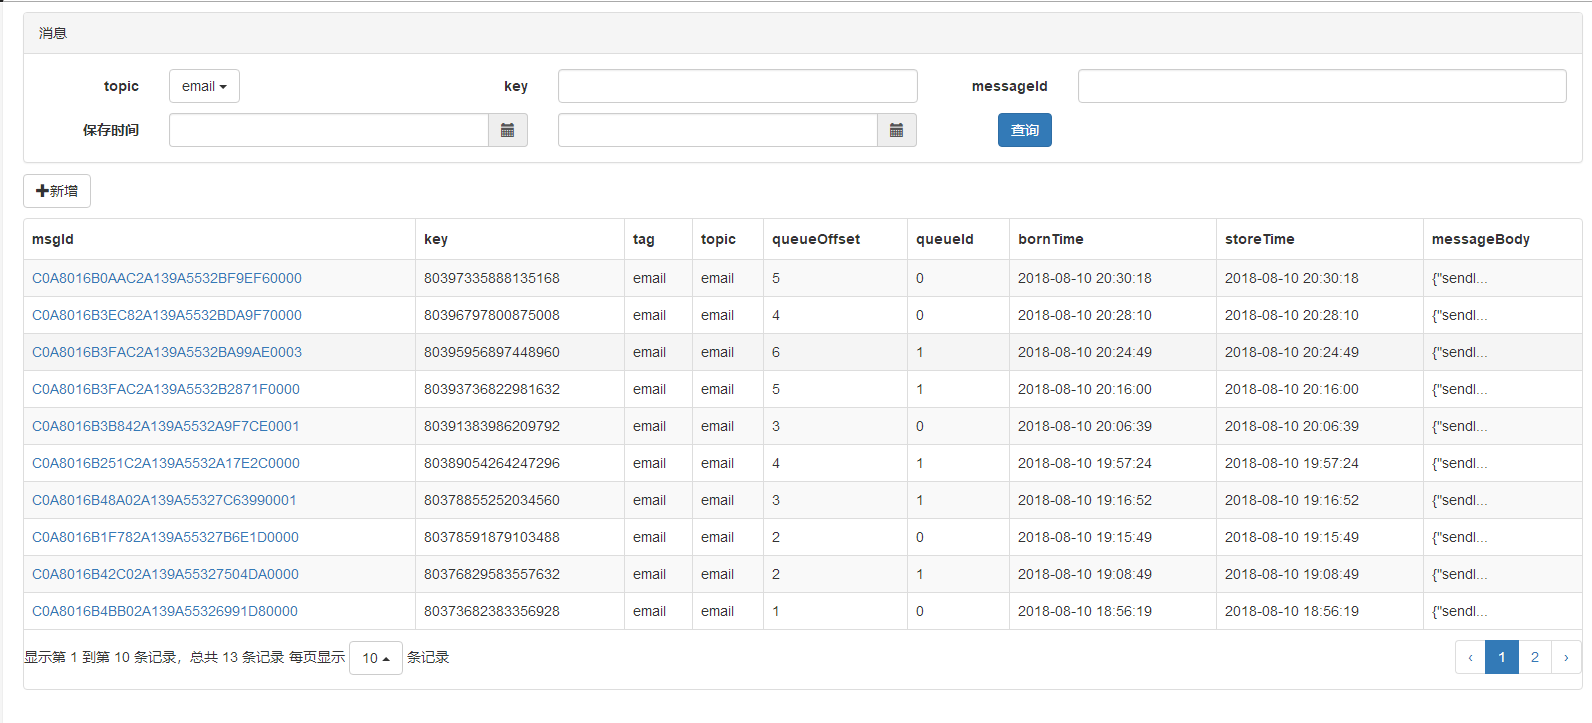 消息
topic email key messageId
保存时间 查询
新增
msgId key tag topic queueOffset queueId bornTime storeTime messageBody
C0A8016B0AAC2A139A5532BF9EF60000 80397335888135168 email email 5 0 2018-08-10 20:30:18 2018-08-10 20:30:18 {"sendI...
C0A8016B3EC82A139A5532BDA9F70000 80396797800875008 email email 4 0 2018-08-10 20:28:10 2018-08-10 20:28:10 {"sendI...
C0A8016B3FAC2A139A5532BA99AE0003 80395956897448960 email email 6 1 2018-08-10 20:24:49 2018-08-10 20:24:49 {"sendI...
C0A8016B3FAC2A139A5532B2871F0000 80393736822981632 email email 5 1 2018-08-10 20:16:00 2018-08-10 20:16:00 {"sendI...
C0A8016B3B842A139A5532A9F7CE0001 80391383986209792 email email 3 0 2018-08-10 20:06:39 2018-08-10 20:06:39 {"sendI...
C0A8016B251C2A139A5532A17E2C0000 80389054264247296 email email 4 1 2018-08-10 19:57:24 2018-08-10 19:57:24 {"sendI...
C0A8016B48A02A139A55327C63990001 80378855252034560 email email 3 1 2018-08-10 19:16:52 2018-08-10 19:16:52 {"sendI...
C0A8016B1F782A139A55327B6E1D0000 80378591879103488 email email 2 0 2018-08-10 19:15:49 2018-08-10 19:15:49 {"sendI...
C0A8016B42C02A139A55327504DA0000 80376829583557632 email email 2 1 2018-08-10 19:08:49 2018-08-10 19:08:49 {"sendI...
C0A8016B4BB02A139A55326991D80000 80373682383356928 email email 1 0 2018-08-10 18:56:19 2018-08-10 18:56:19 {"sendI...
显示第 1 到第 10 条记录，总共 13 条记录 每页显示 10 条记录 ‹ 1 2 ›